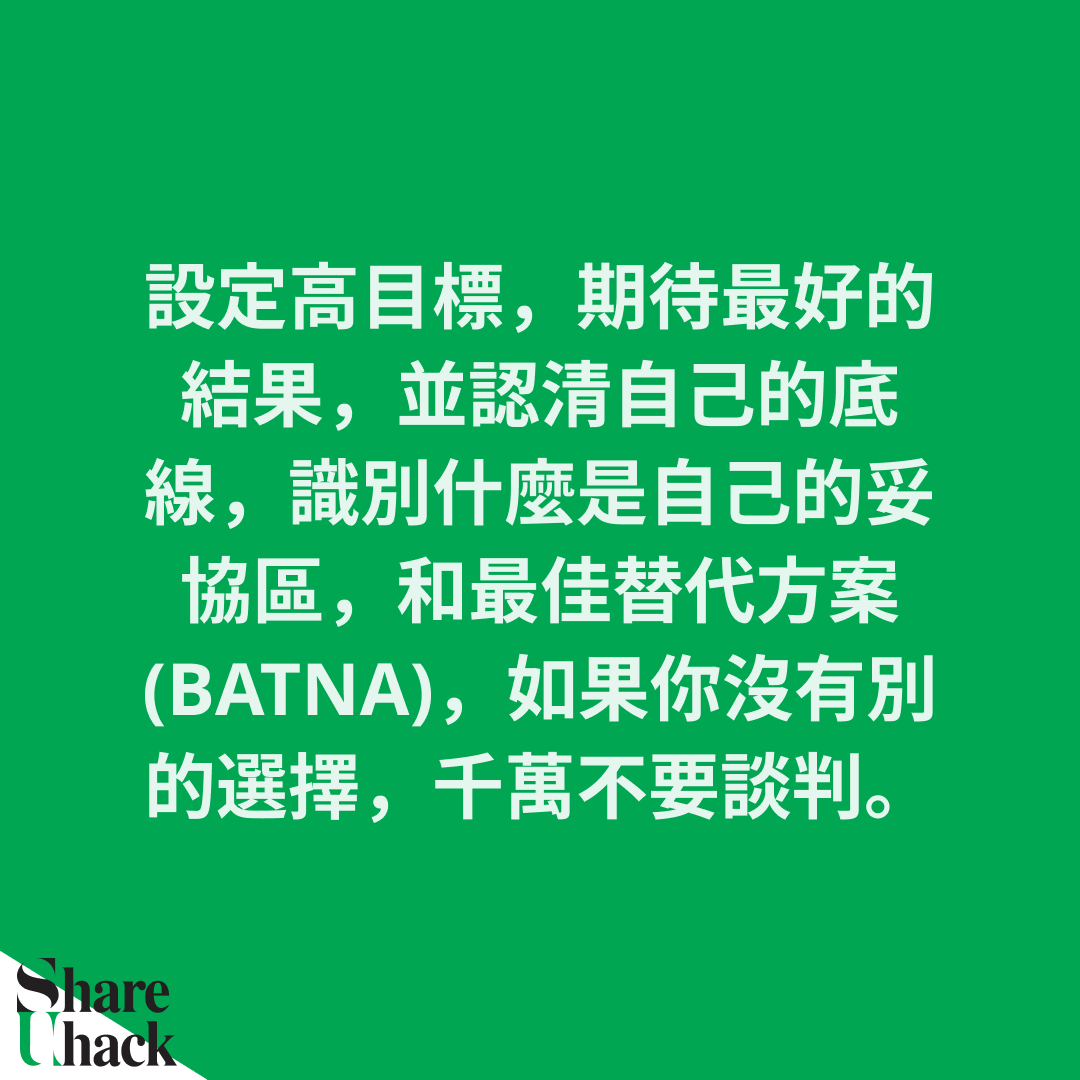 設定高目標，期待最好的
結果，並認清自己的底
線，識別什麼是自己的妥
協區，和最佳替代方案
(BATNA)，如果你沒有別
的選擇，千萬不要談判。
Share
Uhack